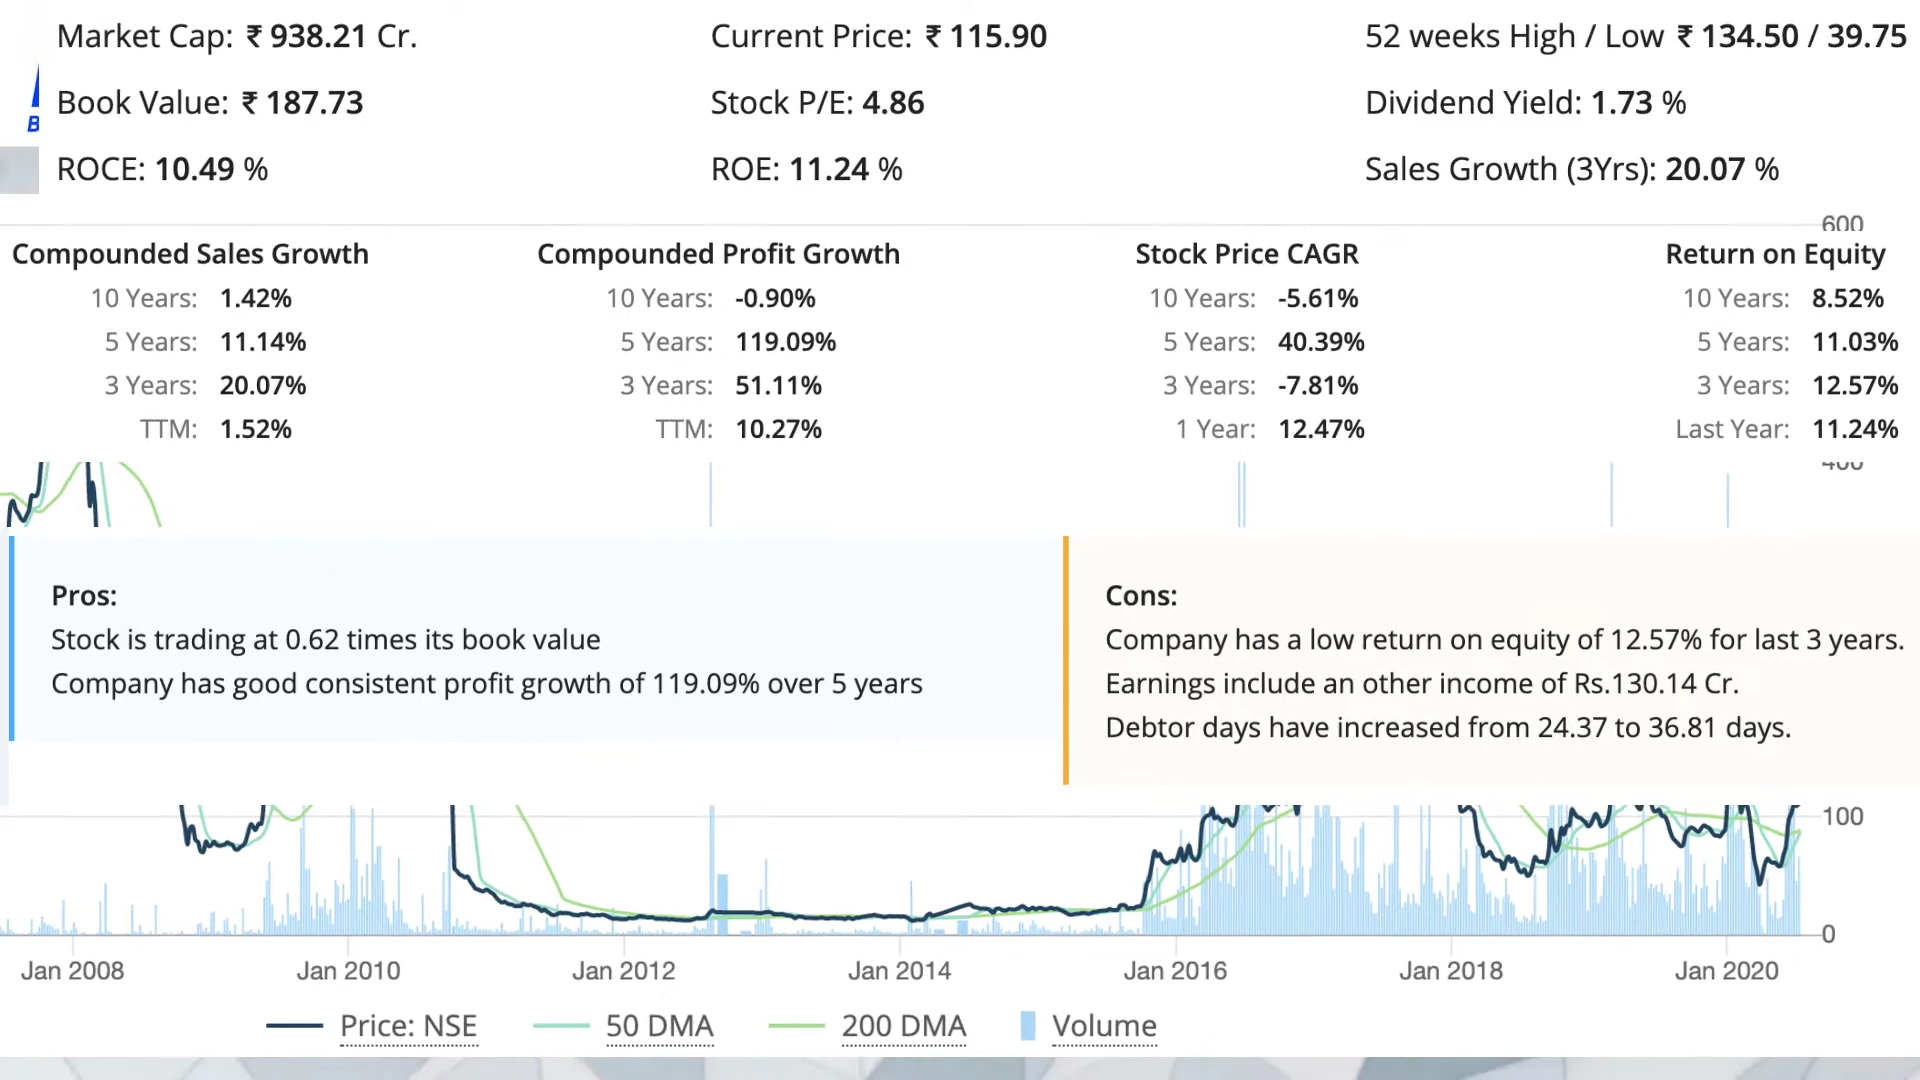 Market Cap: ₹ 938.21 Cr.
Current Price: ₹ 115.90
52 weeks High / Low ₹ 134.50 / 39.75
B
Book Value: ₹ 187.73
Stock P/E: 4.86
Dividend Yield: 1.73 %
ROCE: 10.49 %
ROE: 11.24 %
Sales Growth (3Yrs): 20.07 %
600
Compounded Sales Growth
10 Years: 1.42%
5 Years: 11.14%
3 Years: 20.07%
TTM: 1.52%
Compounded Profit Growth
10 Years: -0.90%
5 Years: 119.09%
3 Years: 51.11%
TTM: 10.27%
Stock Price CAGR
10 Years: -5.61%
5 Years: 40.39%
3 Years: -7.81%
1 Year: 12.47%
Return on Equity
10 Years: 8.52%
5 Years: 11.03%
3 Years: 12.57%
Last Year: 11.24%
400
Pros:
Stock is trading at 0.62 times its book value
Company has good consistent profit growth of 119.09% over 5 years
Cons:
Company has a low return on equity of 12.57% for last 3 years.
Earnings include an other income of Rs.130.14 Cr.
Debtor days have increased from 24.37 to 36.81 days.
100
0
Jan 2008 Jan 2010 Jan 2012 Jan 2014 Jan 2016 Jan 2018 Jan 2020
Price: NSE 50 DMA 200 DMA Volume